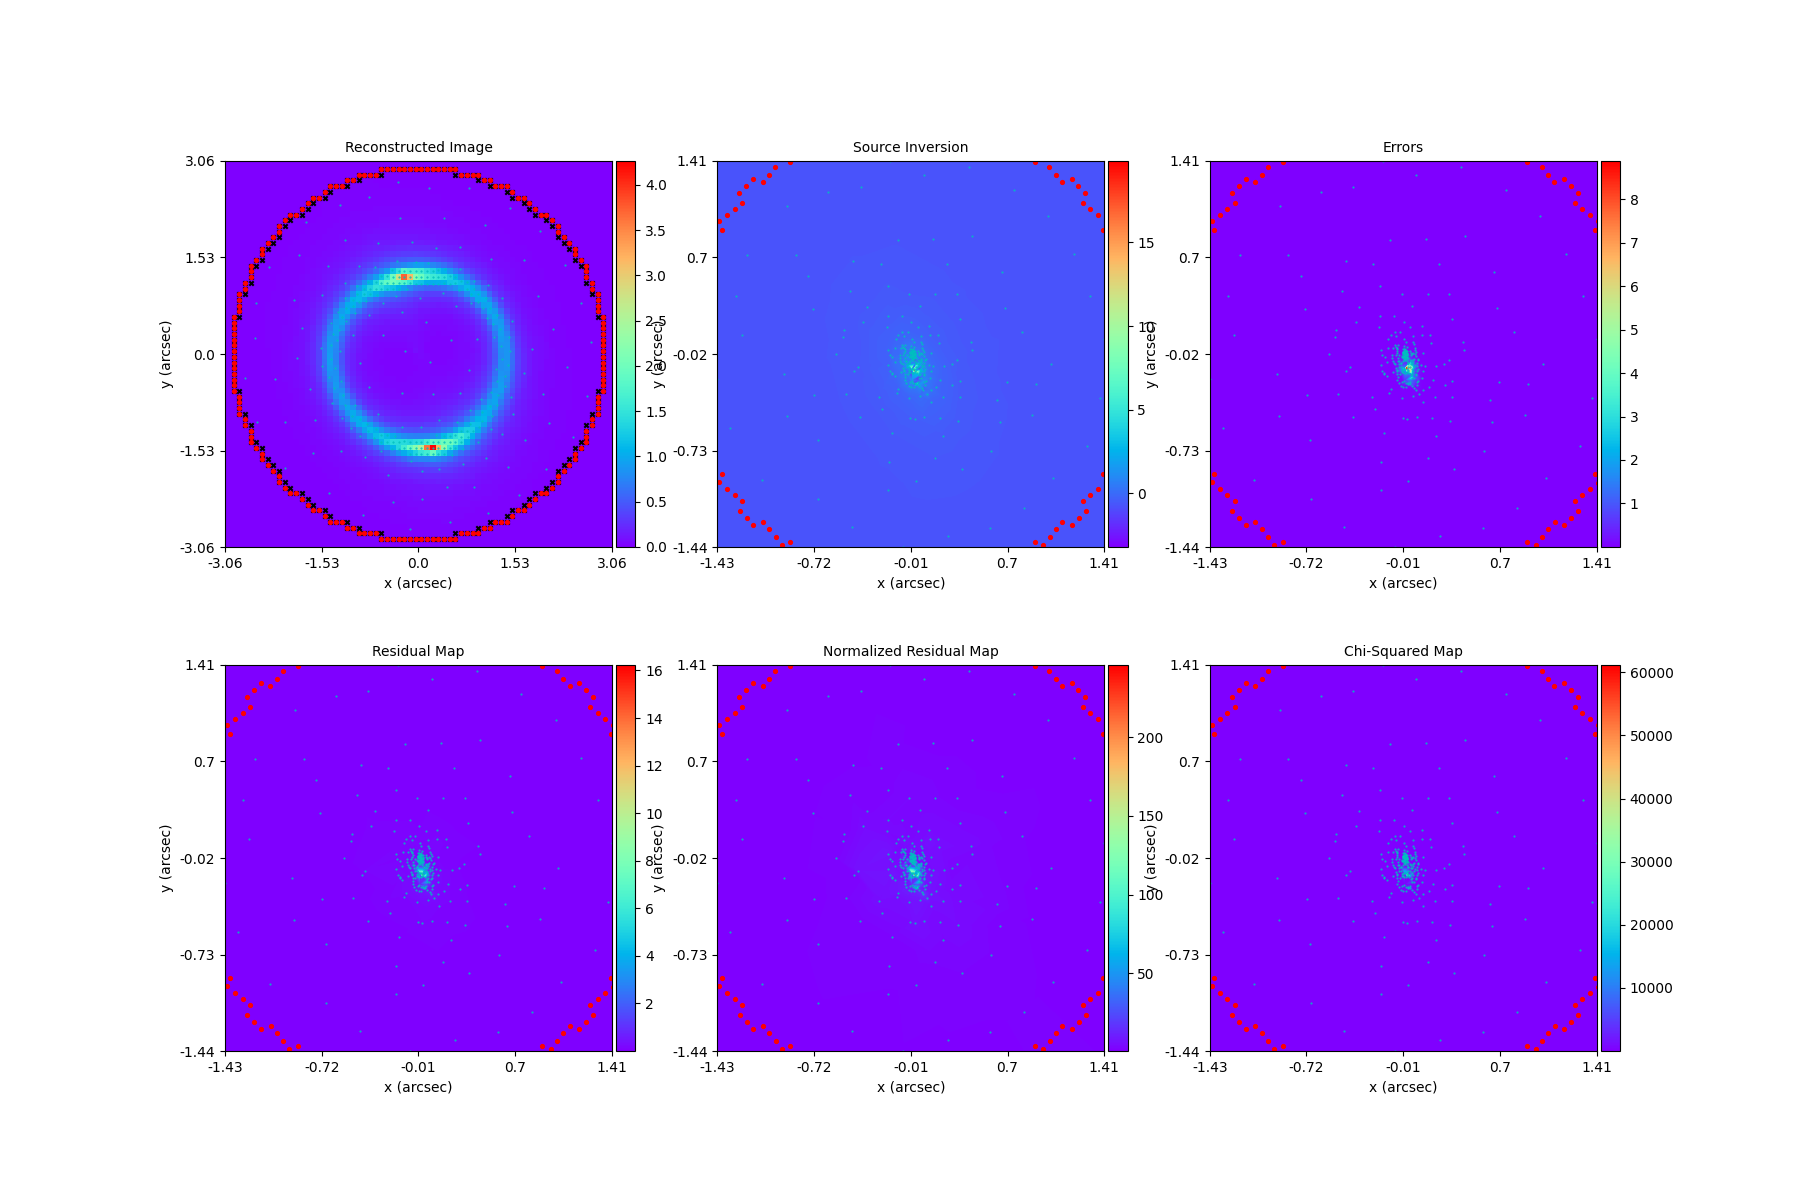 Reconstructed Image
3.06
1.53
0.0
-1.53
-3.06
y (arcsec)
-3.06 -1.53 0.0 1.53 3.06
x (arcsec)
4.0
3.5
3.0
2.5
2.0
1.5
1.0
0.5
0.0
Source Inversion
1.41
0.7
-0.02
-0.73
-1.44
y (arcsec)
-1.43 -0.72 -0.01 0.7 1.41
x (arcsec)
15
10
5
0
Errors
1.41
0.7
-0.02
-0.73
-1.44
y (arcsec)
-1.43 -0.72 -0.01 0.7 1.41
x (arcsec)
8
7
6
5
4
3
2
1
Residual Map
1.41
0.7
-0.02
-0.73
-1.44
y (arcsec)
-1.43 -0.72 -0.01 0.7 1.41
x (arcsec)
16
14
12
10
8
6
4
2
Normalized Residual Map
1.41
0.7
-0.02
-0.73
-1.44
y (arcsec)
-1.43 -0.72 -0.01 0.7 1.41
x (arcsec)
200
150
100
50
Chi-Squared Map
1.41
0.7
-0.02
-0.73
-1.44
y (arcsec)
-1.43 -0.72 -0.01 0.7 1.41
x (arcsec)
60000
50000
40000
30000
20000
10000